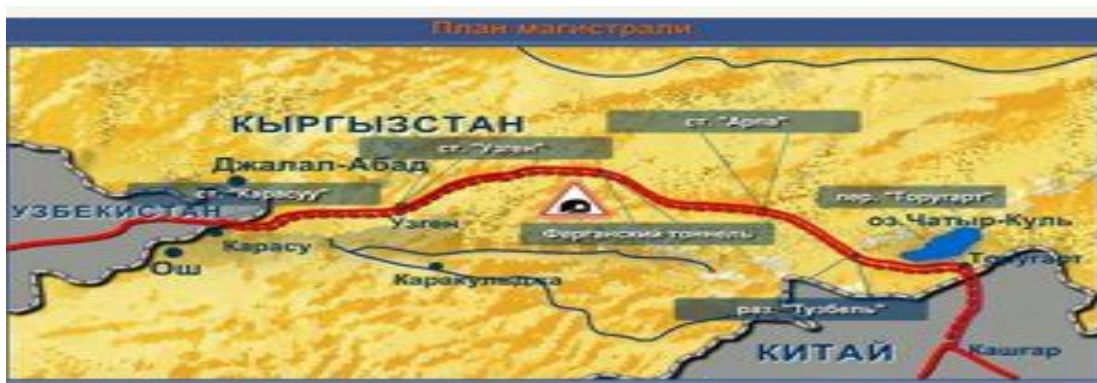 План магистрали
КЫРГЫЗСТАН
ст. "Арпа"
ст. "Узген"
Джалал-Абад
ст. "Карасуу"
пер. "Торугарт"
УЗБЕКИСТАН
Узген
оз.Чатыр-Куль
Карасу
Ферганский тоннель
Торугарт
Ош
Каракульджа
раз. "Тузбель"
КИТАЙ
Кашгар